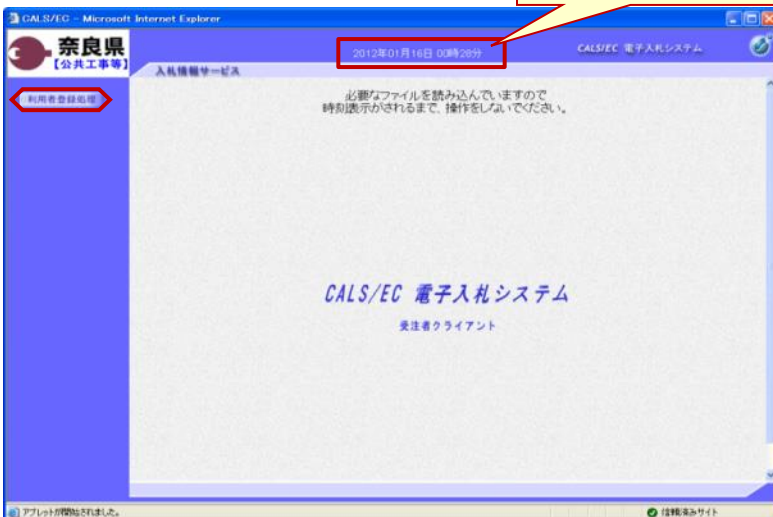 CALS/EC - Microsoft Internet Explorer
奈良県
【公共工事等】
2012年01月16日 00時28分
CALS/EC 電子入札システム
入札情報サービス
利用者登録処理
必要なファイルを読み込んでいますので
時刻表示がされるまで、操作をしないでください。
CALS/EC 電子入札システム
受注者クライアント
アプレットが開始されました。
信頼済みサイト